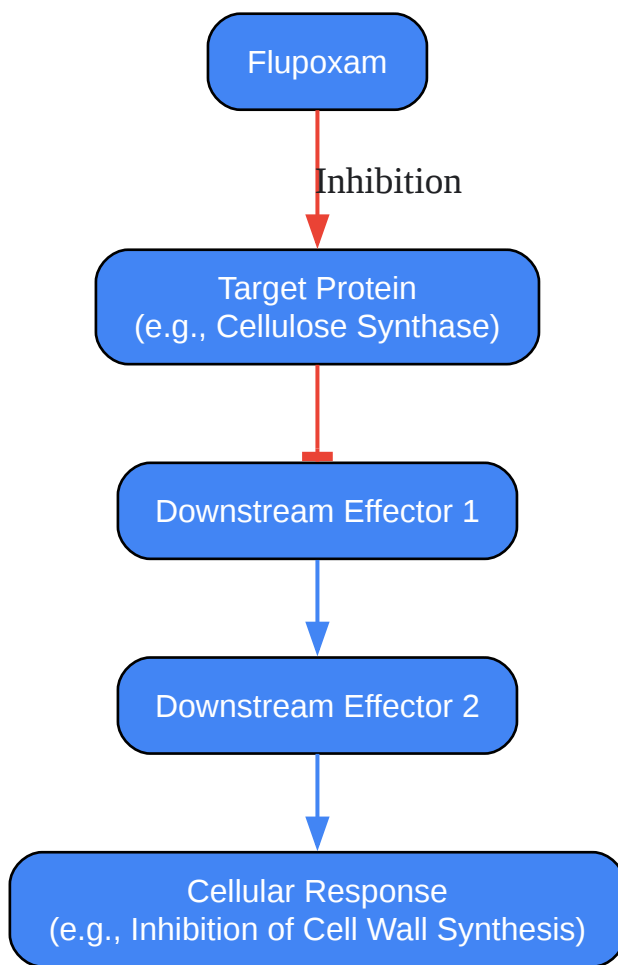 Flupoxam
Inhibition
Target Protein
(e.g., Cellulose Synthase)
Downstream Effector 1
Downstream Effector 2
Cellular Response
(e.g., Inhibition of Cell Wall Synthesis)